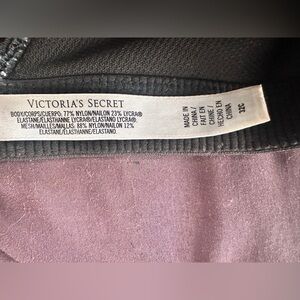 VICTORIA'S SECRET
BODY/CORPS/CUERPO: 77% NYLON/NAILON 23% LYCRA®
ELASTANE/ELASTHANNE LYCRA®/ELASTANO LYCRA®.
MESH/MAILLES/MALLAS: 88% NYLON/NAILON 12%
ELASTANE/ELASTHANNE/ELASTANO.
MADE IN
CHINA/
FAIT EN
CHINE/
HECHO EN
CHINA
32C